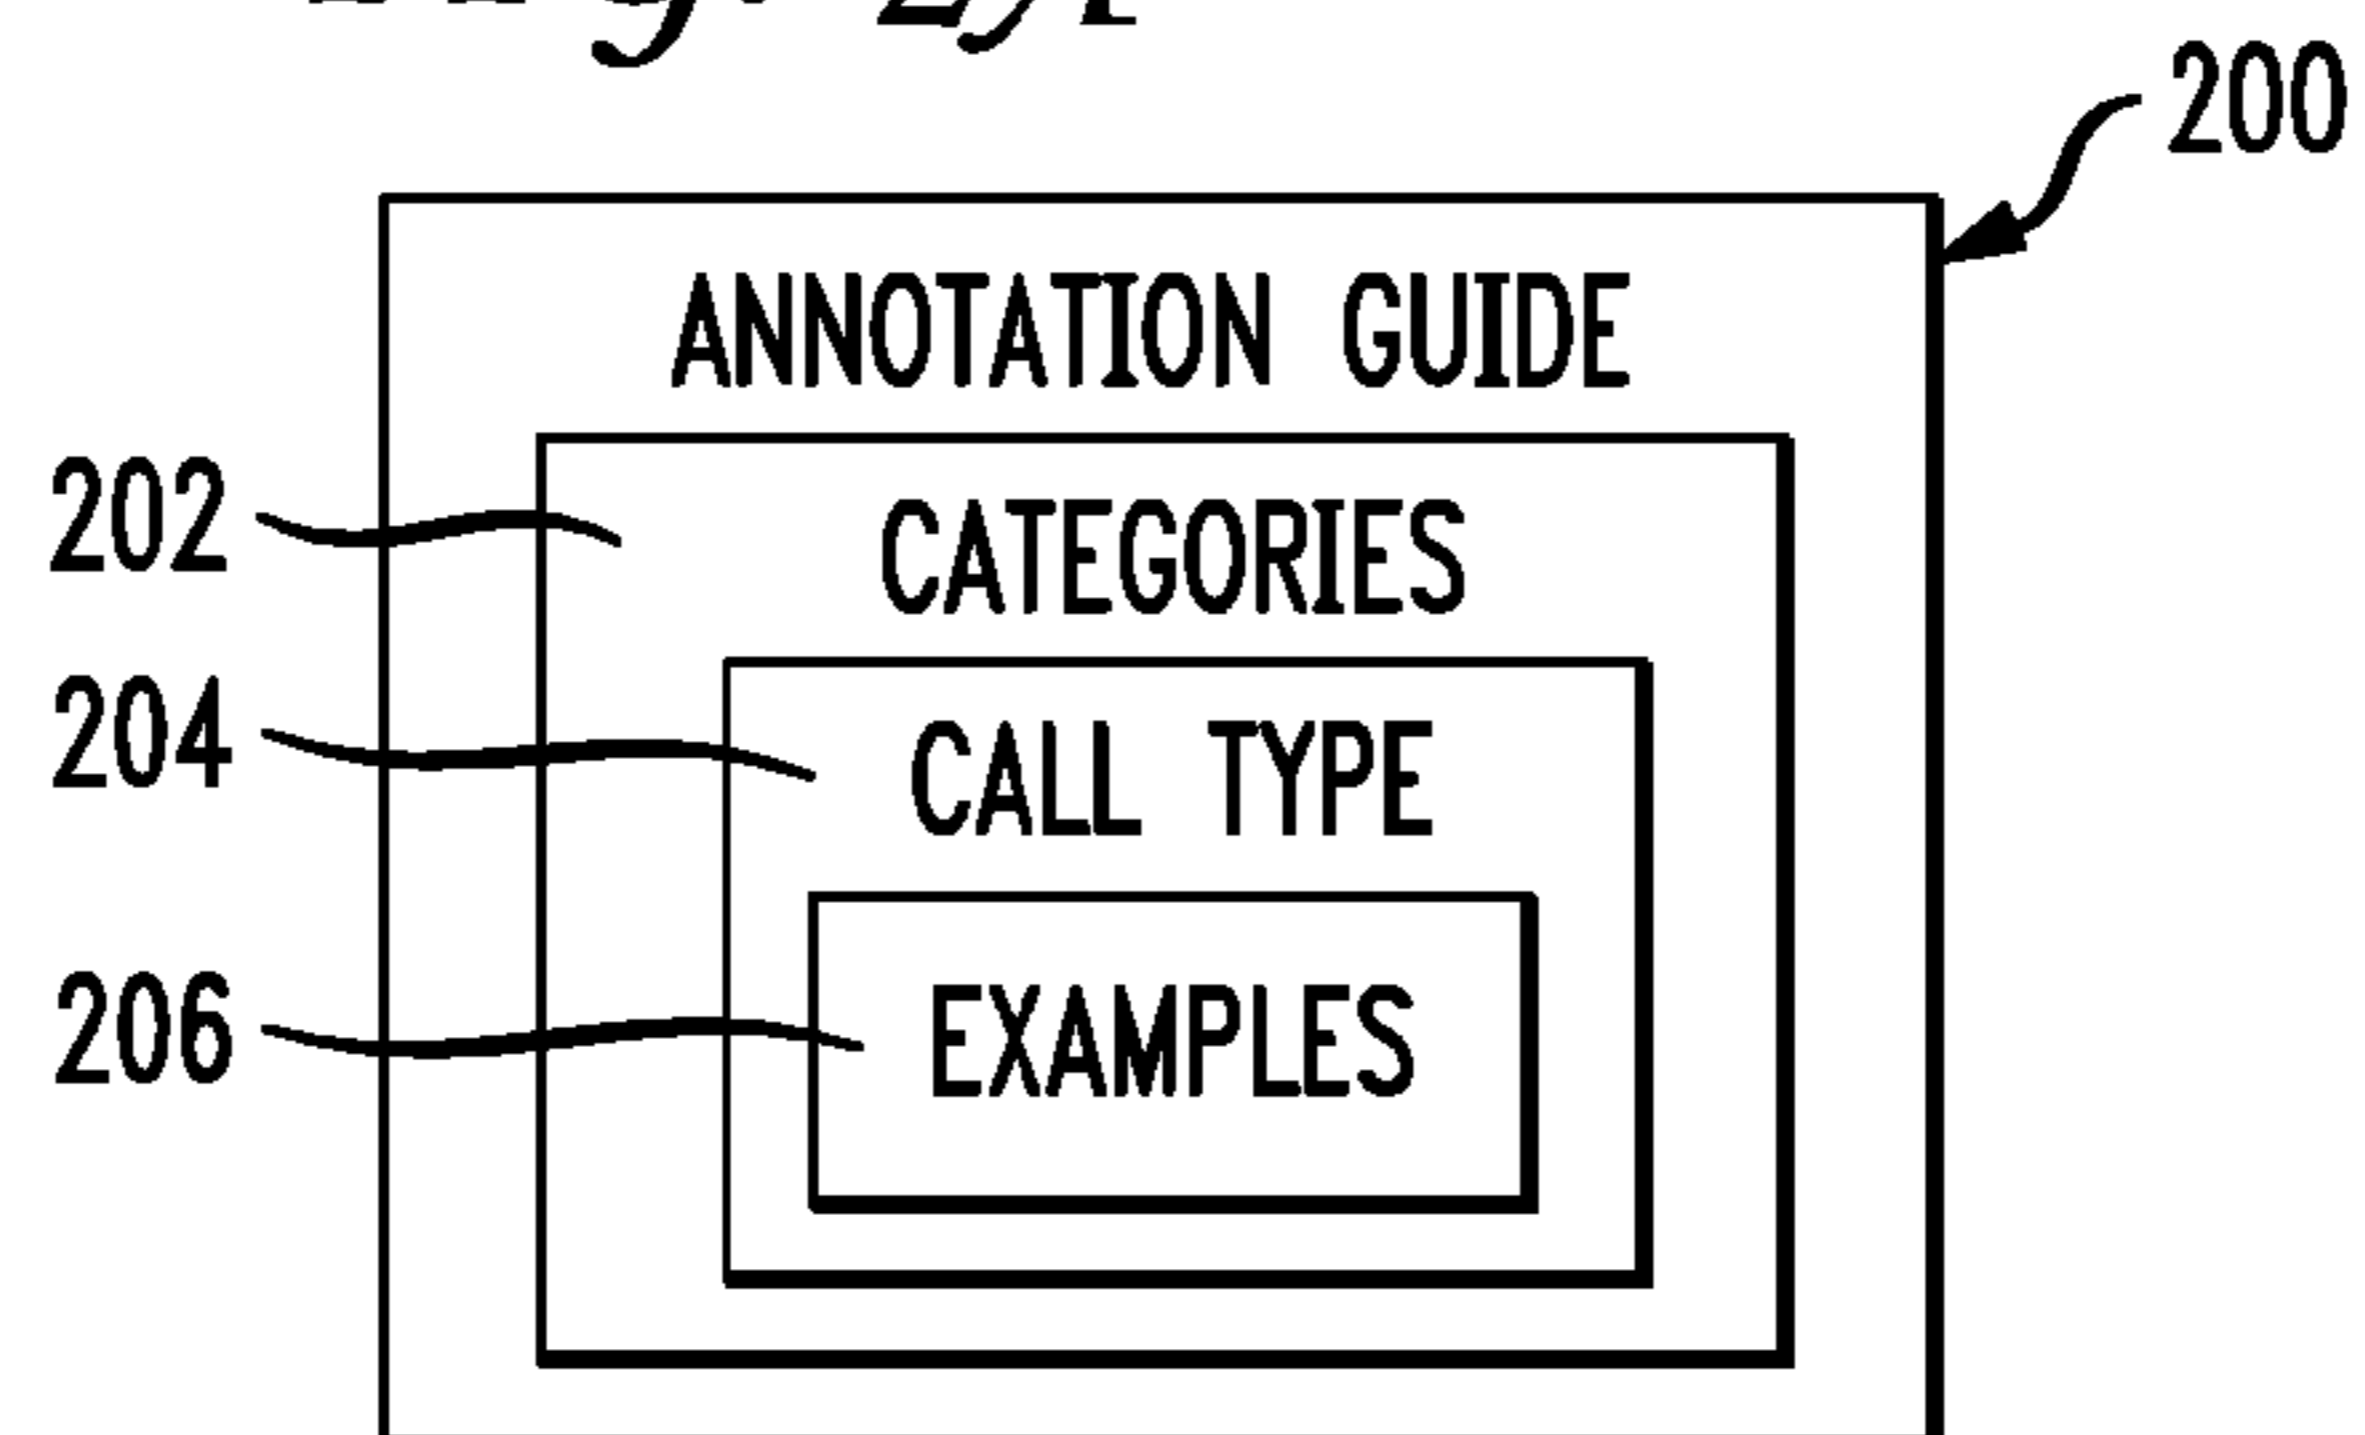 200
ANNOTATION GUIDE
202
CATEGORIES
204
CALL TYPE
206
EXAMPLES